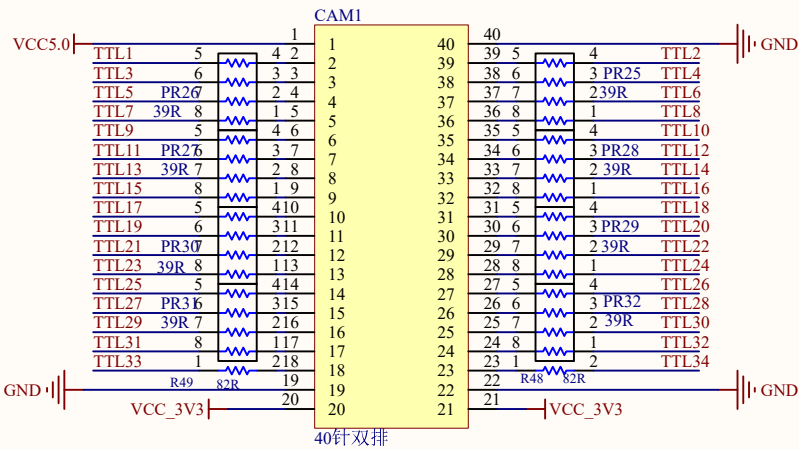 CAM1
VCC5.0 1 1 40 40 GND
TTL1 5 4 2 2 39 39 5 4 TTL2
TTL3 6 3 3 3 38 38 6 3 PR25 TTL4
TTL5 PR26 7 2 4 4 37 37 7 2 39R TTL6
TTL7 39R 8 1 5 5 36 36 8 1 TTL8
TTL9 5 4 6 6 35 35 5 4 TTL10
TTL11 PR27 6 3 7 7 34 34 6 3 PR28 TTL12
TTL13 39R 7 2 8 8 33 33 7 2 39R TTL14
TTL15 8 1 9 9 32 32 8 1 TTL16
TTL17 5 4 10 10 31 31 5 4 TTL18
TTL19 6 3 11 11 30 30 6 3 PR29 TTL20
TTL21 PR30 7 2 12 12 29 29 7 2 39R TTL22
TTL23 39R 8 1 13 13 28 28 8 1 TTL24
TTL25 5 4 14 14 27 27 5 4 TTL26
TTL27 PR31 6 3 15 15 26 26 6 3 PR32 TTL28
TTL29 39R 7 2 16 16 25 25 7 2 39R TTL30
TTL31 8 1 17 17 24 24 8 1 TTL32
TTL33 1 2 18 18 23 23 1 2 TTL34
R49 82R R48 82R
GND 19 19 22 22 GND
VCC_3V3 20 20 21 21 VCC_3V3
40针双排